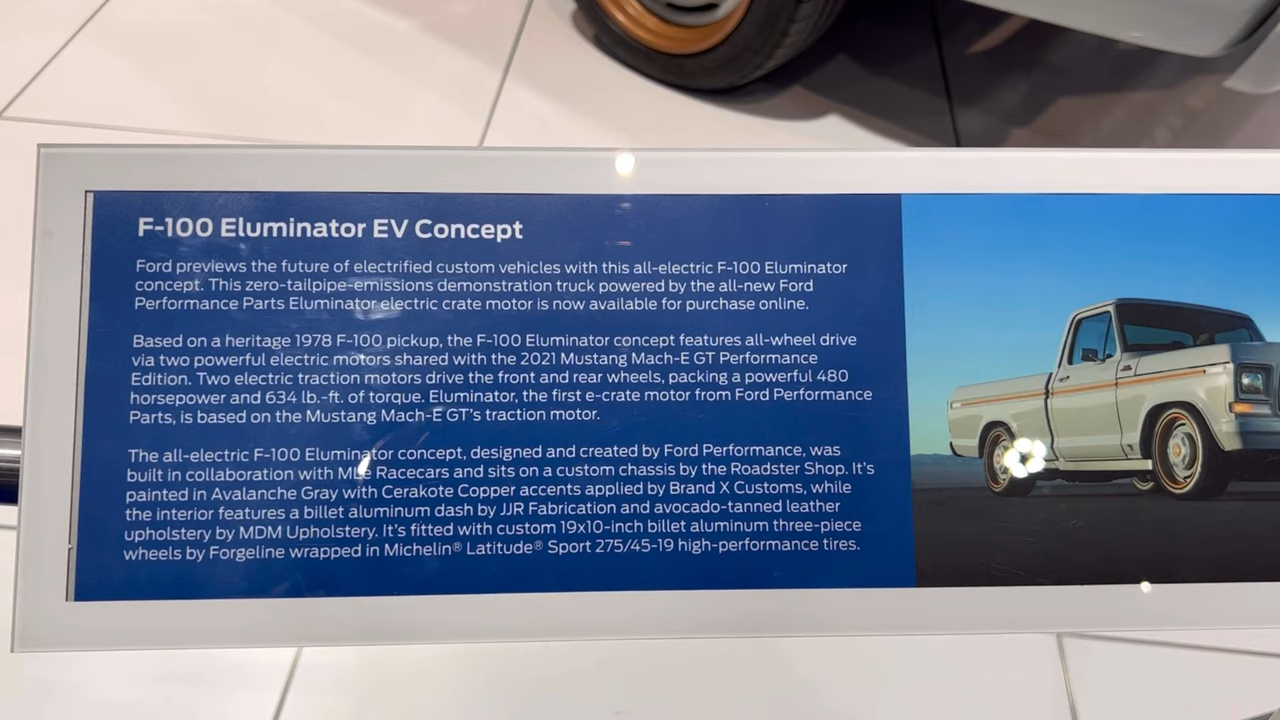 F-100 Eluminator EV Concept
Ford previews the future of electrified custom vehicles with this all-electric F-100 Eluminator
concept. This zero-tailpipe-emissions demonstration truck powered by the all-new Ford
Performance Parts Eluminator electric crate motor is now available for purchase online.
Based on a heritage 1978 F-100 pickup, the F-100 Eluminator concept features all-wheel drive
via two powerful electric motors shared with the 2021 Mustang Mach-E GT Performance
Edition. Two electric traction motors drive the front and rear wheels, packing a powerful 480
horsepower and 634 lb.-ft. of torque. Eluminator, the first e-crate motor from Ford Performance
Parts, is based on the Mustang Mach-E GT's traction motor.
The all-electric F-100 Eluminator concept, designed and created by Ford Performance, was
built in collaboration with MLe Racecars and sits on a custom chassis by the Roadster Shop. It's
painted in Avalanche Gray with Cerakote Copper accents applied by Brand X Customs, while
the interior features a billet aluminum dash by JJR Fabrication and avocado-tanned leather
upholstery by MDM Upholstery. It's fitted with custom 19x10-inch billet aluminum three-piece
wheels by Forgeline wrapped in Michelin® Latitude® Sport 275/45-19 high-performance tires.